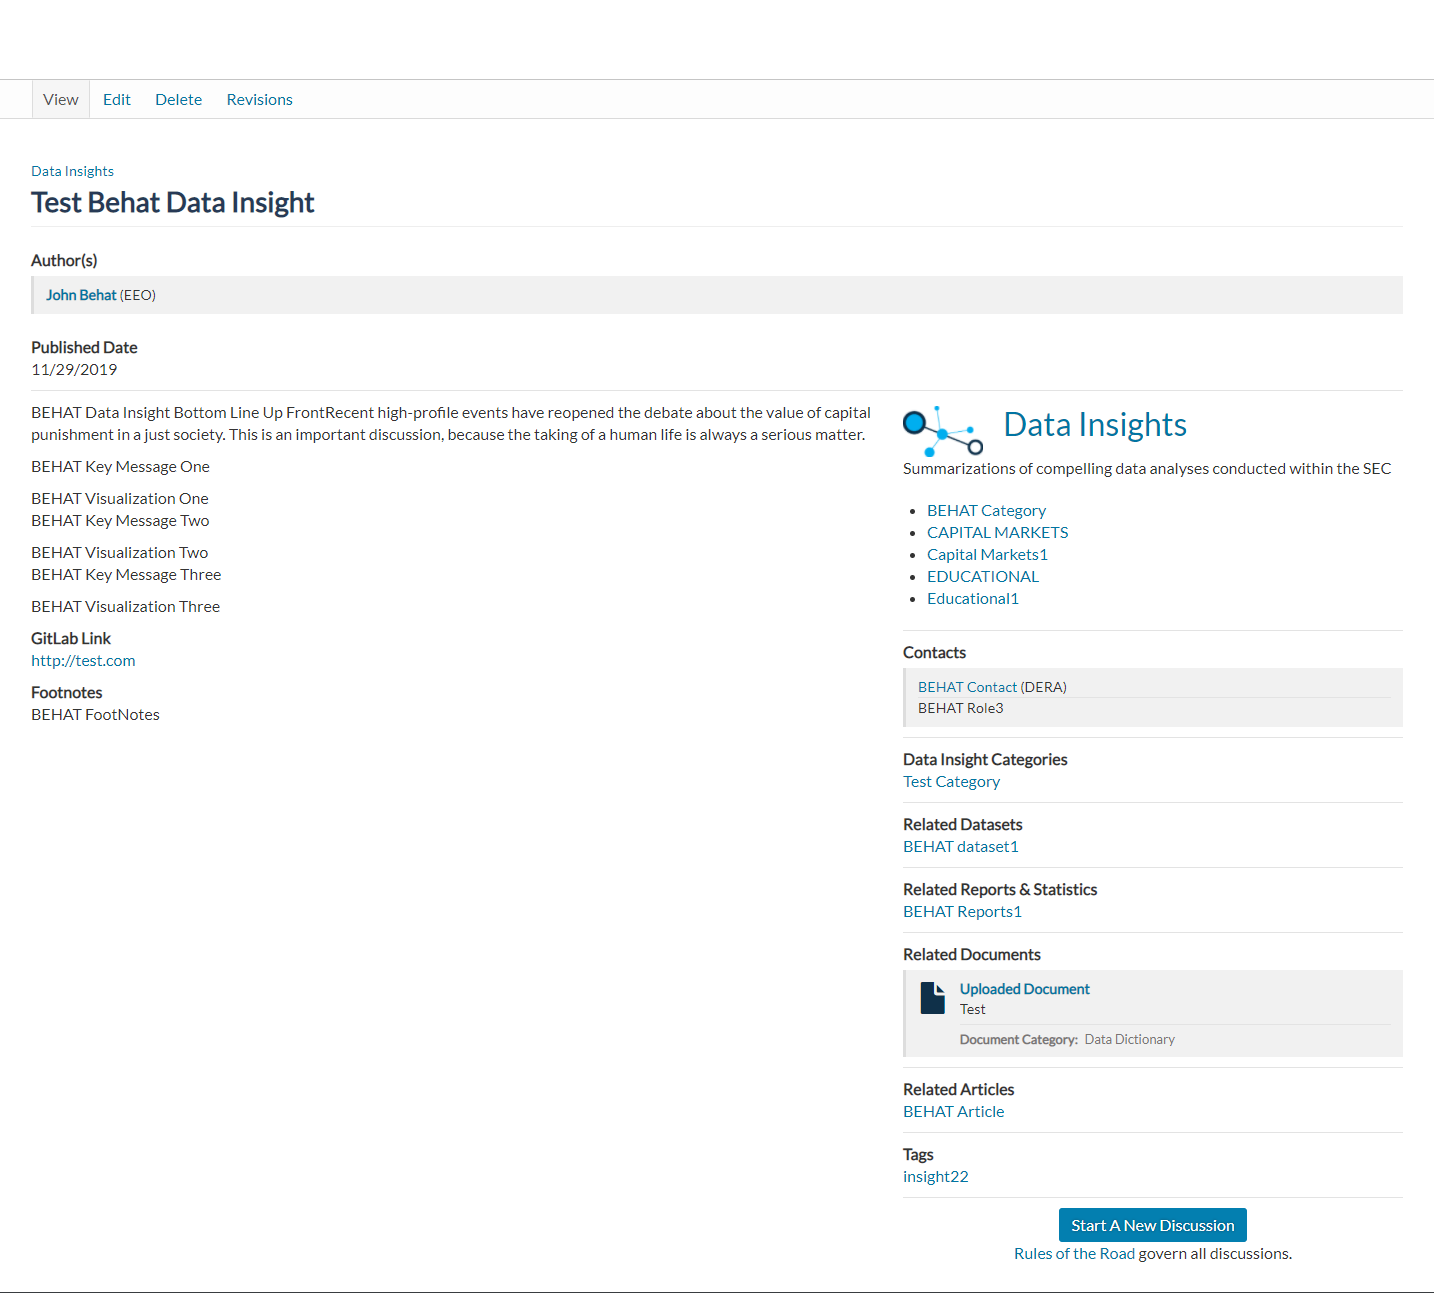 View Edit Delete Revisions
Data Insights
Test Behat Data Insight
Author(s)
John Behat (EEO)
Published Date
11/29/2019
BEHAT Data Insight Bottom Line Up FrontRecent high-profile events have reopened the debate about the value of capital
punishment in a just society. This is an important discussion, because the taking of a human life is always a serious matter.
BEHAT Key Message One
BEHAT Visualization One
BEHAT Key Message Two
BEHAT Visualization Two
BEHAT Key Message Three
BEHAT Visualization Three
GitLab Link
http://test.com
Footnotes
BEHAT FootNotes
Data Insights
Summarizations of compelling data analyses conducted within the SEC
BEHAT Category
CAPITAL MARKETS
Capital Markets1
EDUCATIONAL
Educational1
Contacts
BEHAT Contact (DERA)
BEHAT Role3
Data Insight Categories
Test Category
Related Datasets
BEHAT dataset1
Related Reports & Statistics
BEHAT Reports1
Related Documents
Uploaded Document
Test
Document Category: Data Dictionary
Related Articles
BEHAT Article
Tags
insight22
Start A New Discussion
Rules of the Road govern all discussions.